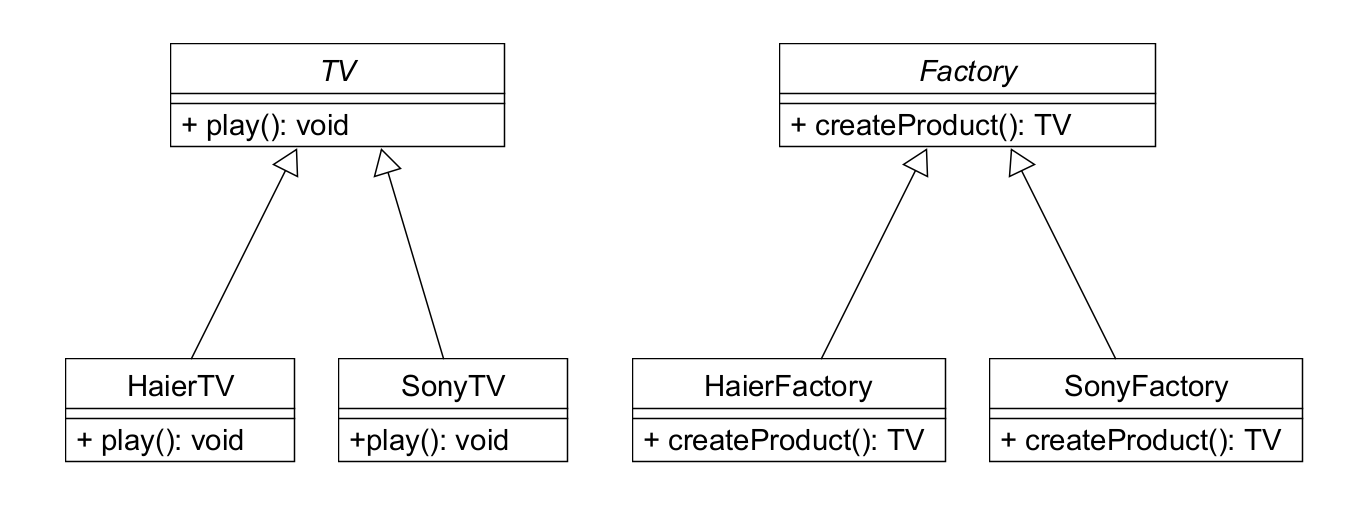 TV
+ play(): void
Factory
+ createProduct(): TV
HaierTV
+ play(): void
SonyTV
+play(): void
HaierFactory
+ createProduct(): TV
SonyFactory
+ createProduct(): TV